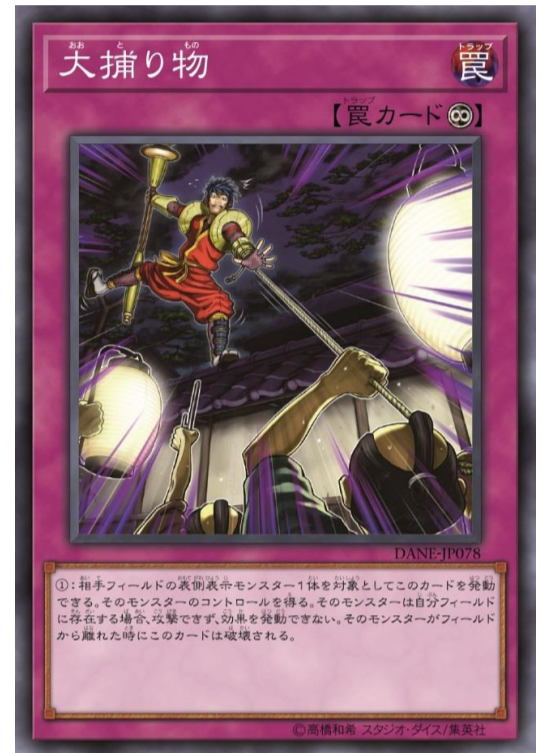 大捕り物
罠
【罠カード♾】
DANE-JP078
①：相手フィールドの表側表示モンスター１体を対象としてこのカードを発動
できる。そのモンスターのコントロールを得る。そのモンスターは自分フィールド
に存在する場合、攻撃できず、効果を発動できない。そのモンスターがフィールド
から離れた時にこのカードは破壊される。
©高橋和希 スタジオ・ダイス/集英社